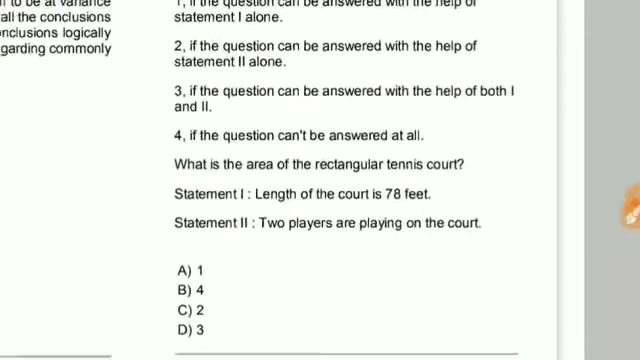 n to be at variance
all the conclusions
nclusions logically
garding commonly
1, if the question can be answered with the help of
statement I alone.
2, if the question can be answered with the help of
statement II alone.
3, if the question can be answered with the help of both I
and II.
4, if the question can't be answered at all.
What is the area of the rectangular tennis court?
Statement I : Length of the court is 78 feet.
Statement II : Two players are playing on the court.
A) 1
B) 4
C) 2
D) 3